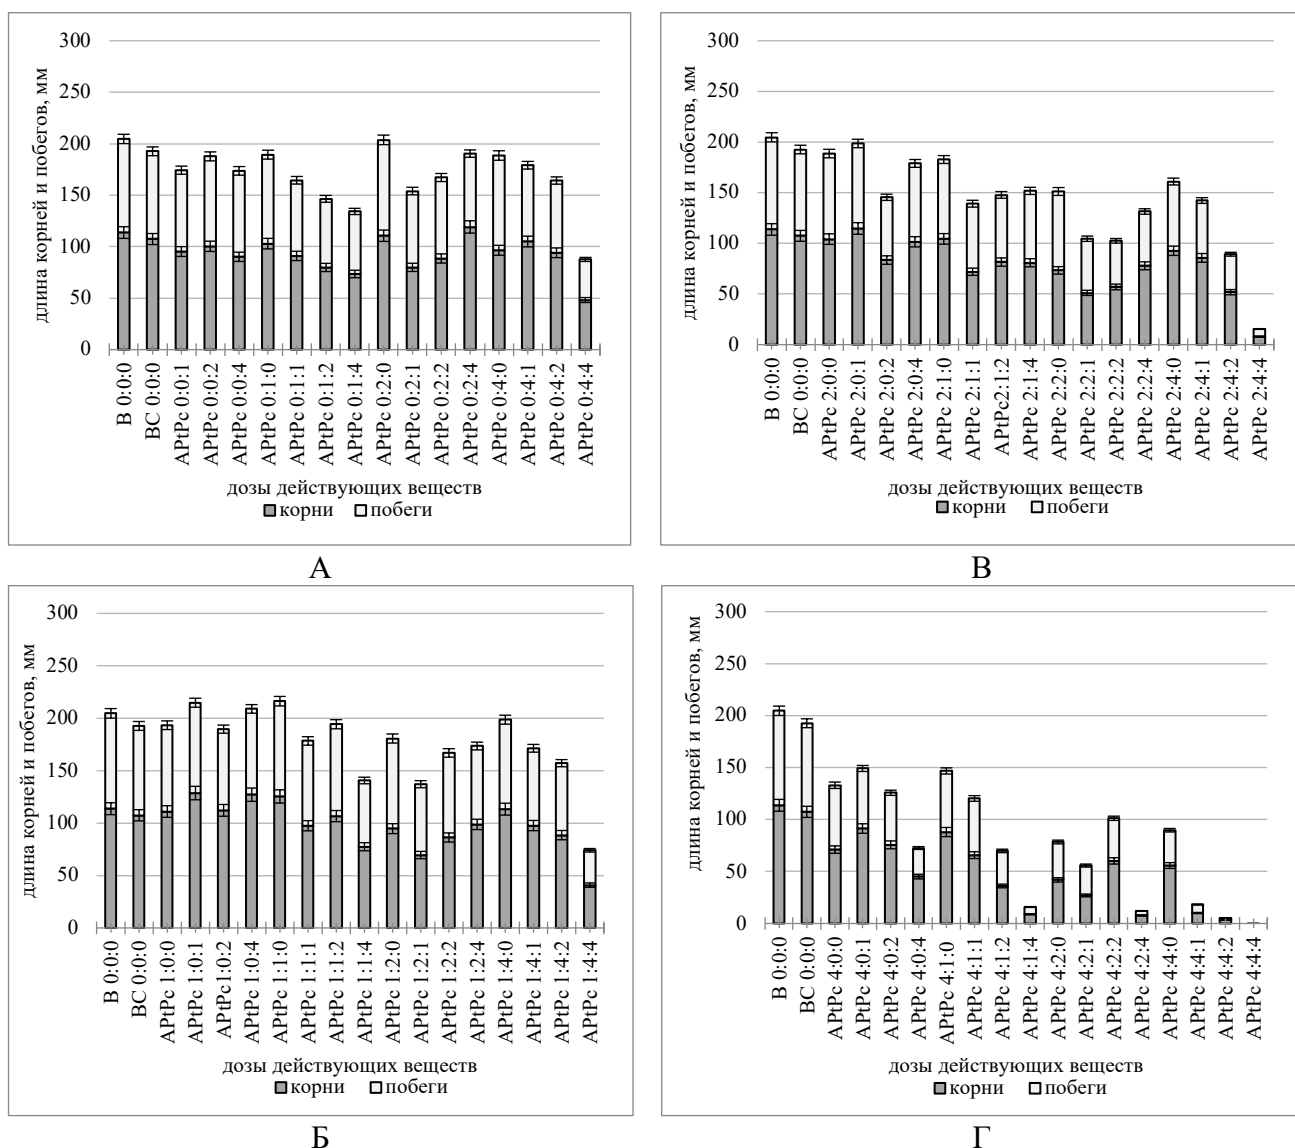 300
250
200
150
100
50
0
длина корней и побегов, мм
В 0:0:0
ВС 0:0:0
APtPc 0:0:1
APtPc 0:0:2
APtPc 0:0:4
APtPc 0:1:0
APtPc 0:1:1
APtPc 0:1:2
APtPc 0:1:4
APtPc 0:2:0
APtPc 0:2:1
APtPc 0:2:2
APtPc 0:2:4
APtPc 0:4:0
APtPc 0:4:1
APtPc 0:4:2
APtPc 0:4:4
дозы действующих веществ
корни побеги
А
300
250
200
150
100
50
0
длина корней и побегов, мм
В 0:0:0
ВС 0:0:0
APtPc 2:0:0
APtPc 2:0:1
APtPc 2:0:2
APtPc 2:0:4
APtPc 2:1:0
APtPc 2:1:1
APtPc2:1:2
APtPc 2:1:4
APtPc 2:2:0
APtPc 2:2:1
APtPc 2:2:2
APtPc 2:2:4
APtPc 2:4:0
APtPc 2:4:1
APtPc 2:4:2
APtPc 2:4:4
дозы действующих веществ
корни побеги
В
300
250
200
150
100
50
0
длина корней и побегов, мм
В 0:0:0
ВС 0:0:0
APtPc 1:0:0
APtPc 1:0:1
APtPc1:0:2
APtPc 1:0:4
APtPc 1:1:0
APtPc 1:1:1
APtPc 1:1:2
APtPc 1:1:4
APtPc 1:2:0
APtPc 1:2:1
APtPc 1:2:2
APtPc 1:2:4
APtPc 1:4:0
APtPc 1:4:1
APtPc 1:4:2
APtPc 1:4:4
дозы действующих веществ
корни побеги
Б
300
250
200
150
100
50
0
длина корней и побегов, мм
В 0:0:0
ВС 0:0:0
APtPc 4:0:0
APtPc 4:0:1
APtPc 4:0:2
APtPc 4:0:4
APtPc 4:1:0
APtPc 4:1:1
APtPc 4:1:2
APtPc 4:1:4
APtPc 4:2:0
APtPc 4:2:1
APtPc 4:2:2
APtPc 4:2:4
APtPc 4:4:0
APtPc 4:4:1
APtPc 4:4:2
APtPc 4:4:4
дозы действующих веществ
корни побеги
Г